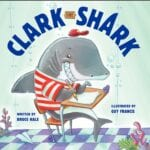 CLARK THE SHARK
WRITTEN BY
BRUCE HALE
ILLUSTRATED BY
GUY FRANCIS